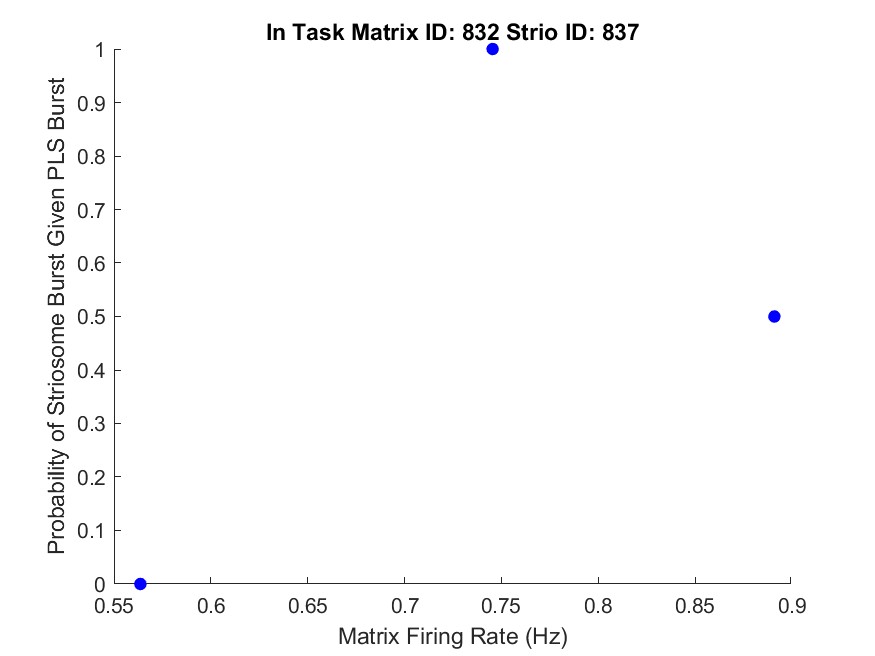 In Task Matrix ID: 832 Strio ID: 837
Probability of Striosome Burst Given PLS Burst
1
0.9
0.8
0.7
0.6
0.5
0.4
0.3
0.2
0.1
0
0.55 0.6 0.65 0.7 0.75 0.8 0.85 0.9
Matrix Firing Rate (Hz)